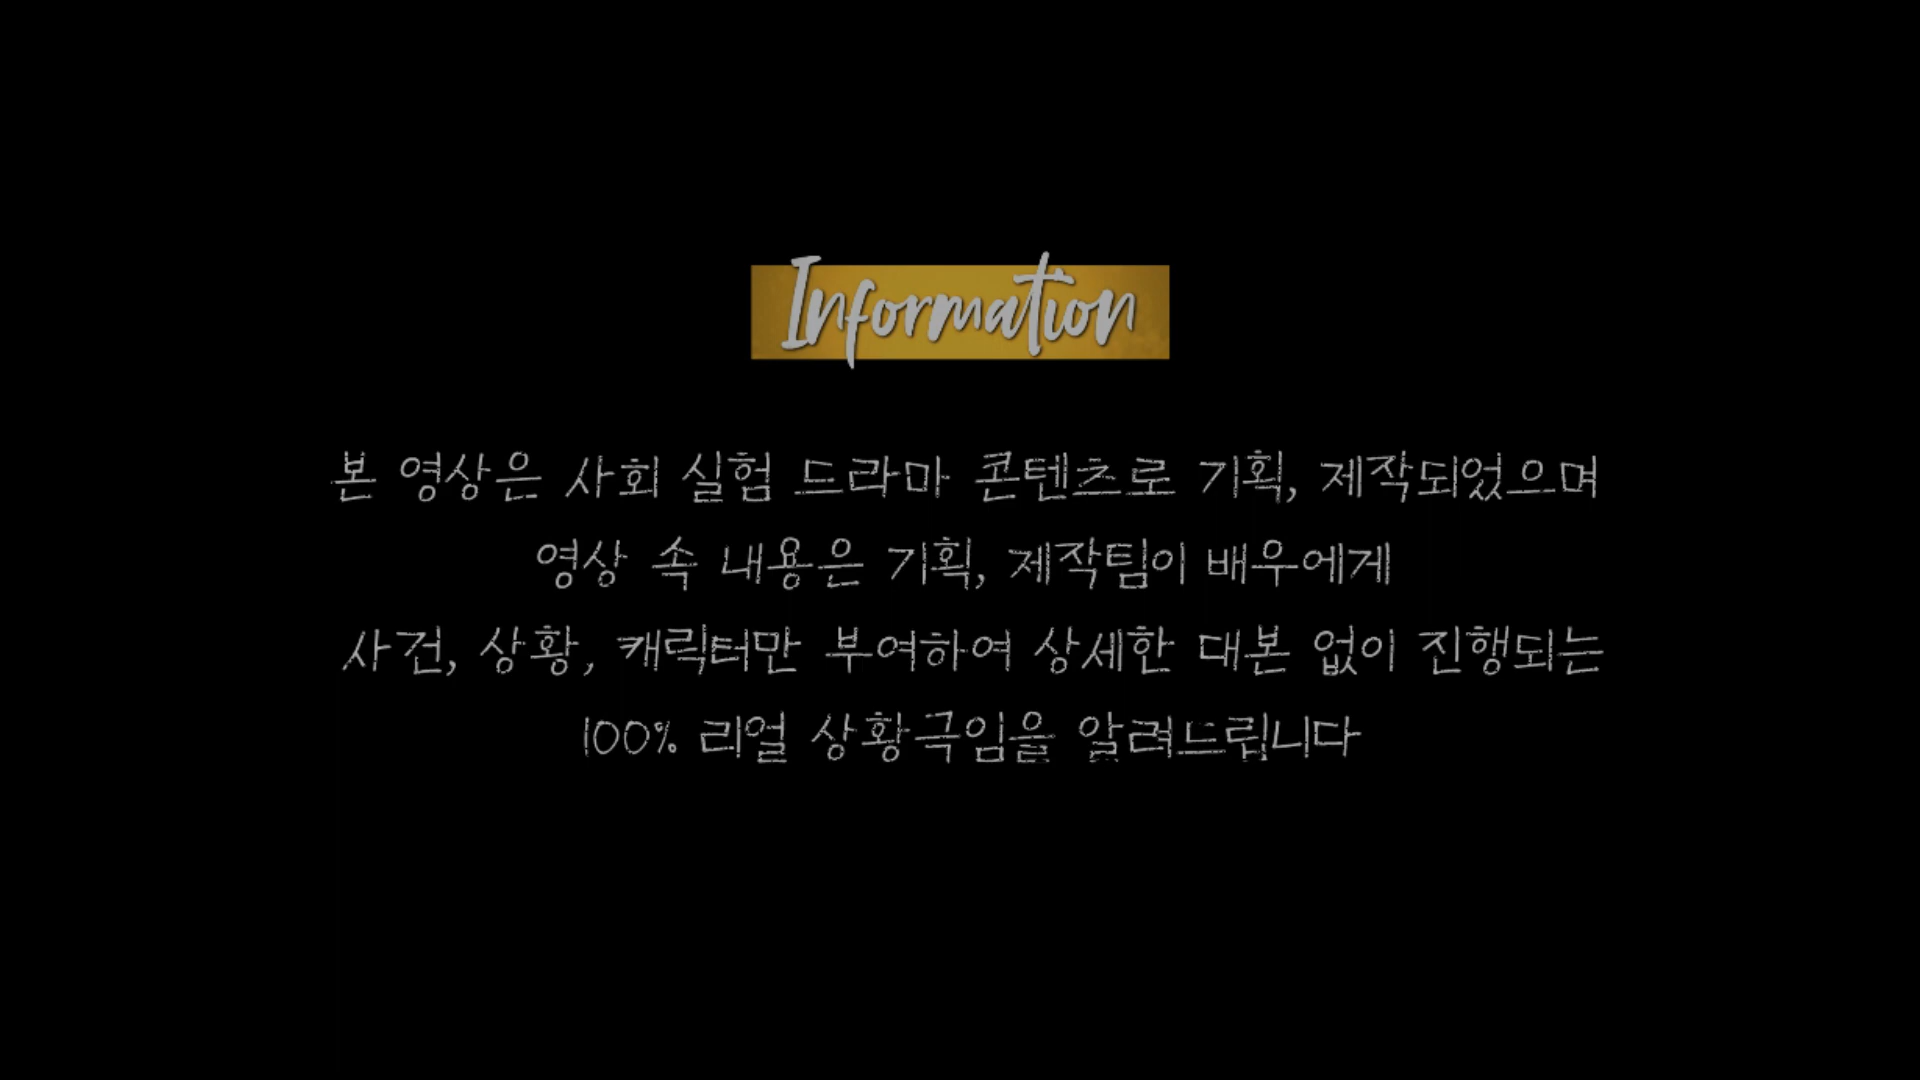 Information
본 영상은 사회 실험 드라마 콘텐츠로 기획, 제작되었으며
영상 속 내용은 기획, 제작팀이 배우에게
사건, 상황, 캐릭터만 부여하여 상세한 대본 없이 진행되는
100% 리얼 상황극임을 알려드립니다